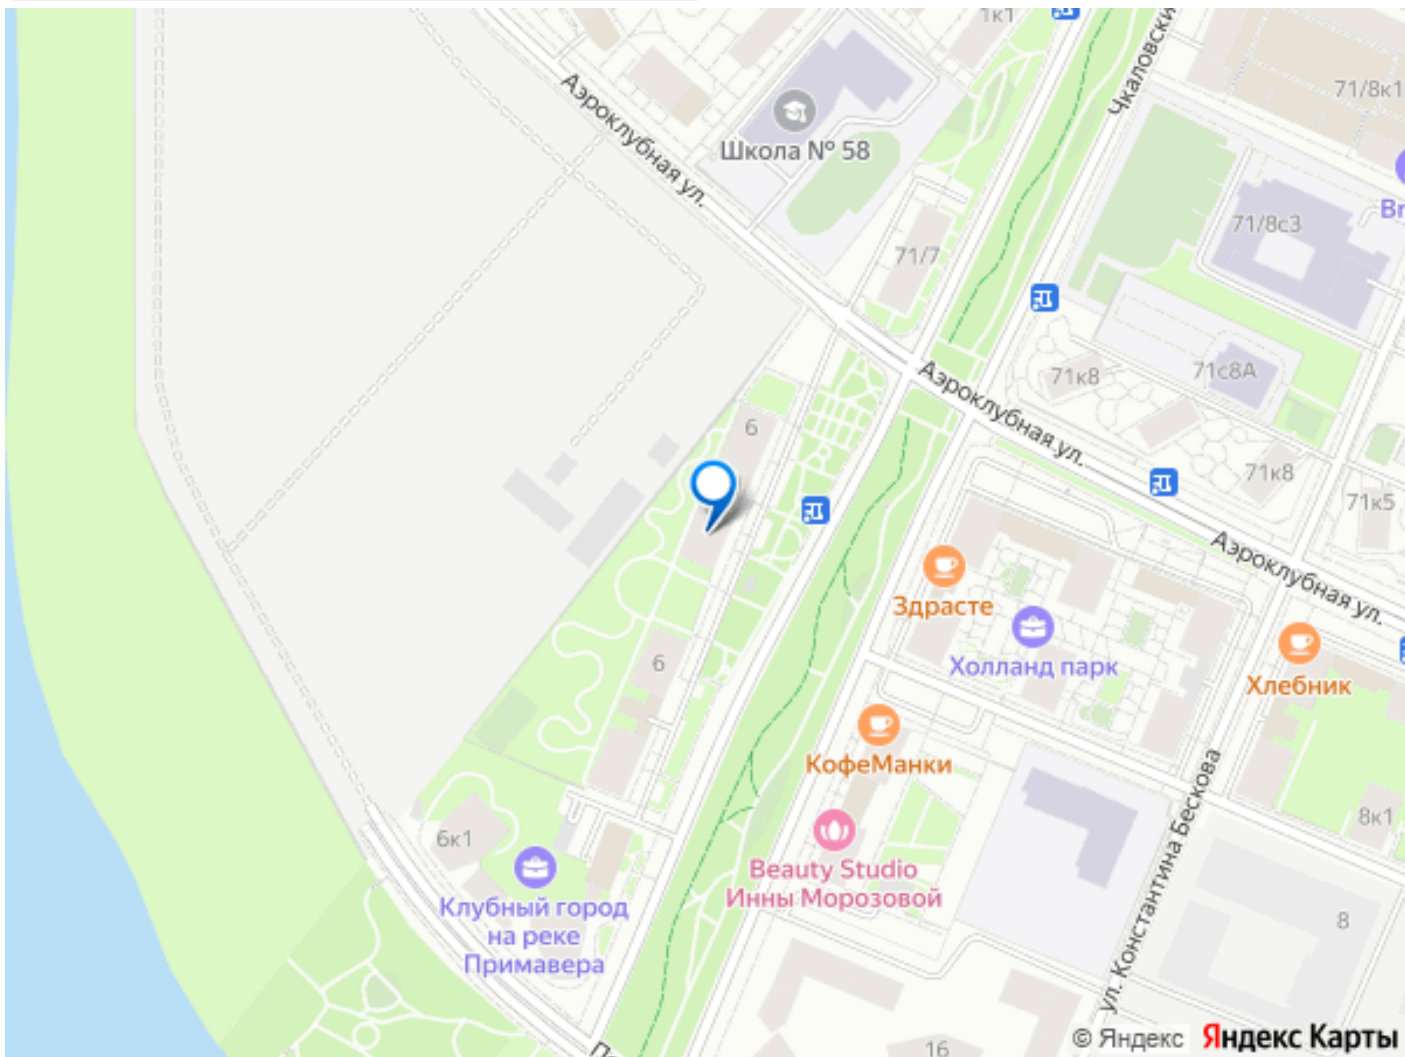 1к1
Чкаловски
71/8к1
Аэроклубная ул.
Школа № 58
Br
71/8с3
71/7
71к8
71с8А
Аэроклубная ул.
6
71к8
71к5
Аэроклубная ул.
Здрасте
Холланд парк
6
Хлебник
КофеМанки
ул. Константина Бескова
8к1
6к1
Beauty Studio
Инны Морозовой
Клубный город
на реке
Примавера
8
16
© Яндекс Яндекс Карты